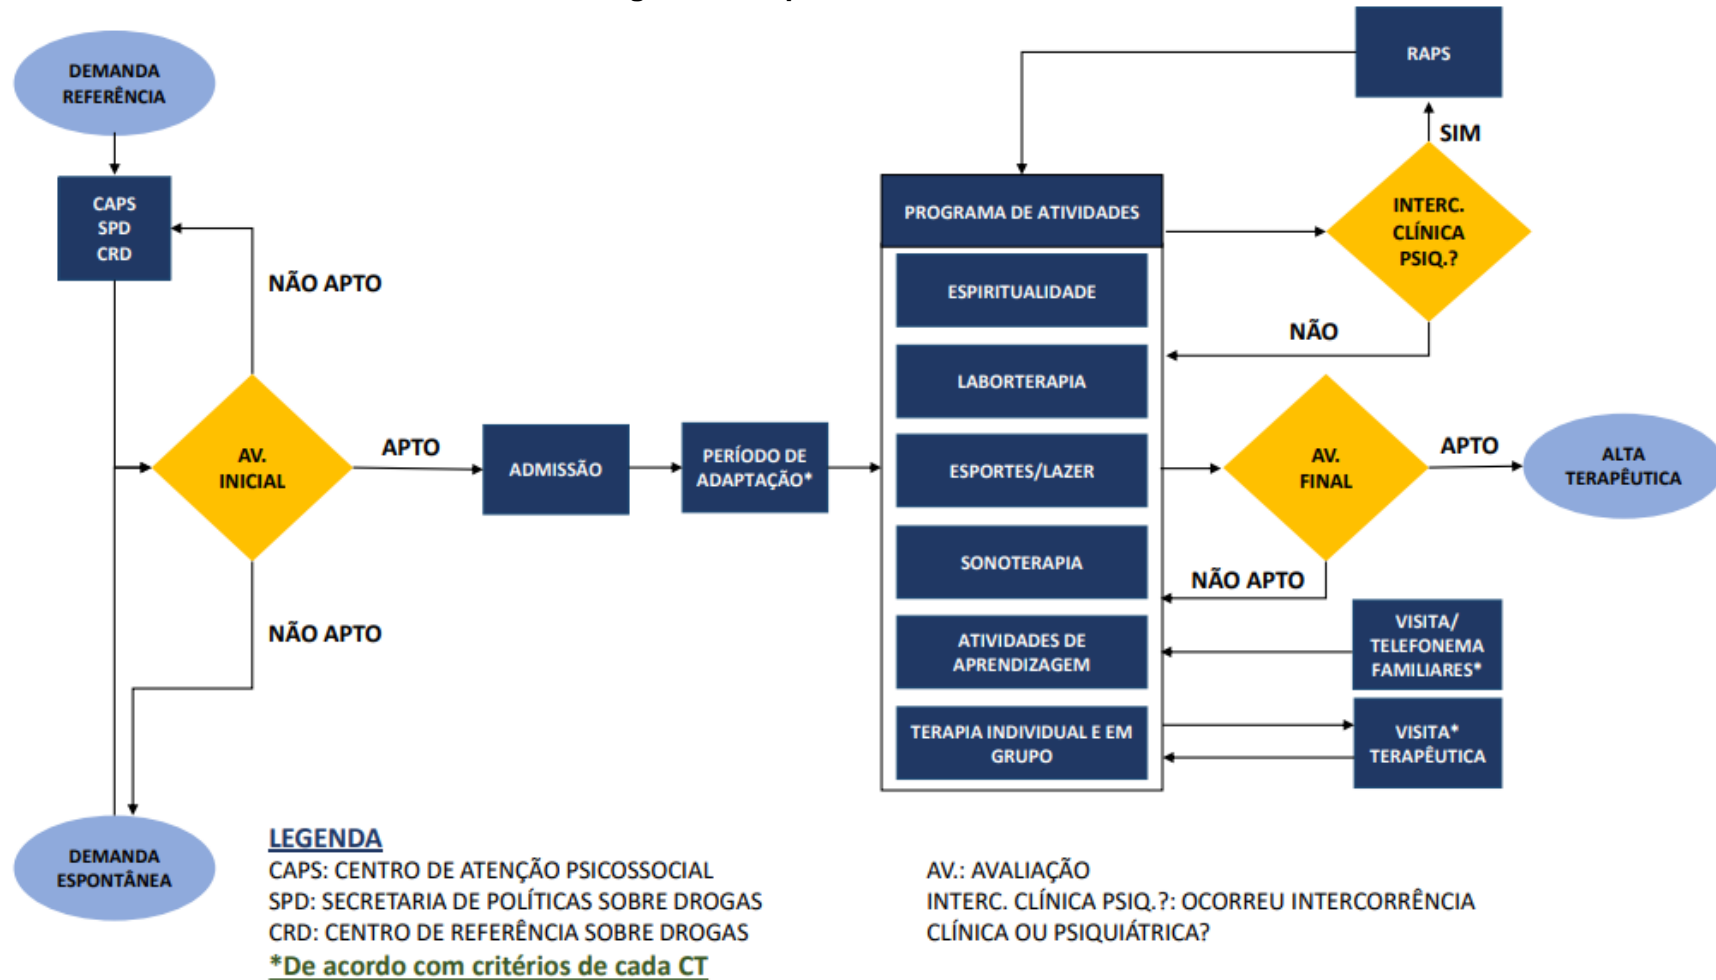 DEMANDA
REFERÊNCIA
CAPS
SPD
CRD
NÃO APTO
AV.
INICIAL
APTO
NÃO APTO
DEMANDA
ESPONTÂNEA
ADMISSÃO
PERÍODO DE
ADAPTAÇÃO*
PROGRAMA DE ATIVIDADES
ESPIRITUALIDADE
LABORTERAPIA
ESPORTES/LAZER
SONOTERAPIA
ATIVIDADES DE
APRENDIZAGEM
TERAPIA INDIVIDUAL E EM
GRUPO
RAPS
SIM
INTERC.
CLÍNICA
PSIQ.?
NÃO
AV.
FINAL
APTO
ALTA
TERAPÊUTICA
NÃO APTO
VISITA/
TELEFONEMA
FAMILIARES*
VISITA*
TERAPÊUTICA
LEGENDA
CAPS: CENTRO DE ATENÇÃO PSICOSSOCIAL
SPD: SECRETARIA DE POLÍTICAS SOBRE DROGAS
CRD: CENTRO DE REFERÊNCIA SOBRE DROGAS
*De acordo com critérios de cada CT
AV.: AVALIAÇÃO
INTERC. CLÍNICA PSIQ.?: OCORREU INTERCORRÊNCIA
CLÍNICA OU PSIQUIÁTRICA?